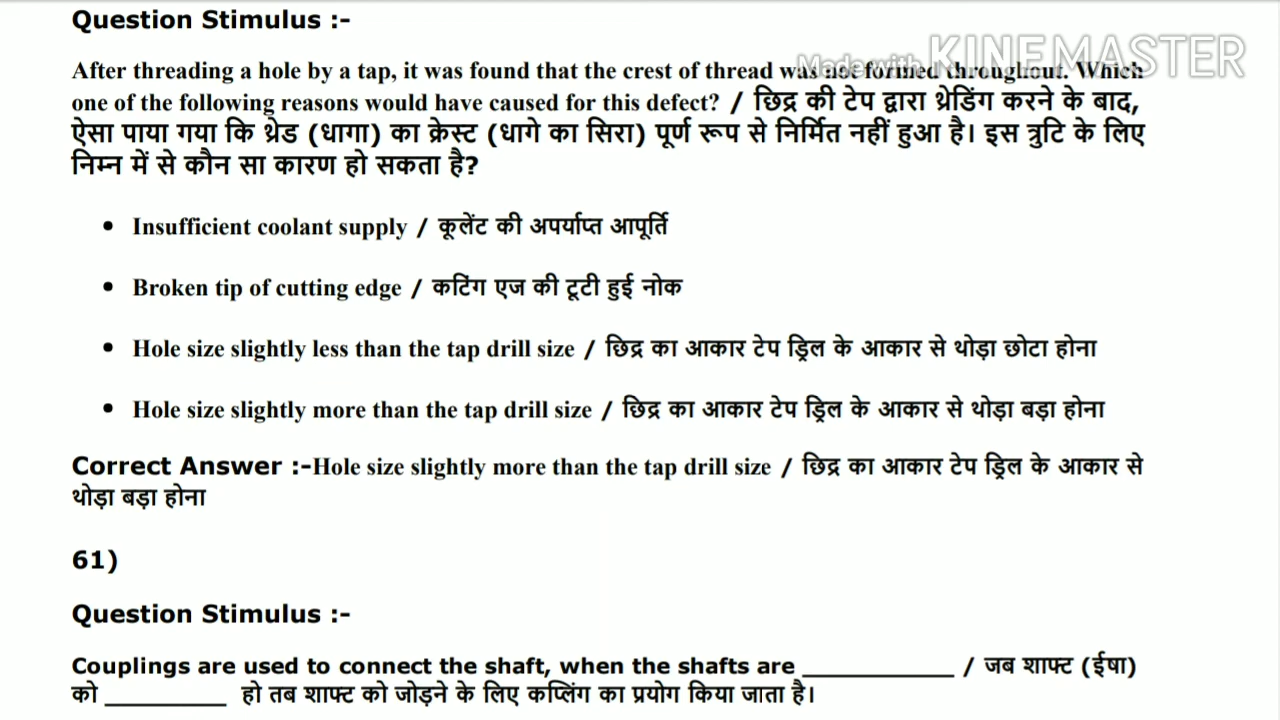 Question Stimulus :-
Made with KINEMASTER
After threading a hole by a tap, it was found that the crest of thread was not formed throughout. Which
one of the following reasons would have caused for this defect? / छिद्र की टेप द्वारा थ्रेडिंग करने के बाद,
ऐसा पाया गया कि थ्रेड (धागा) का क्रेस्ट (धागे का सिरा) पूर्ण रूप से निर्मित नहीं हुआ है। इस त्रुटि के लिए
निम्न में से कौन सा कारण हो सकता है?
• Insufficient coolant supply / कूलेंट की अपर्याप्त आपूर्ति
• Broken tip of cutting edge / कटिंग एज की टूटी हुई नोक
• Hole size slightly less than the tap drill size / छिद्र का आकार टेप ड्रिल के आकार से थोड़ा छोटा होना
• Hole size slightly more than the tap drill size / छिद्र का आकार टेप ड्रिल के आकार से थोड़ा बड़ा होना
Correct Answer :-Hole size slightly more than the tap drill size / छिद्र का आकार टेप ड्रिल के आकार से
थोड़ा बड़ा होना
61)
Question Stimulus :-
Couplings are used to connect the shaft, when the shafts are ____________ / जब शाफ्ट (ईषा)
को __________ हो तब शाफ्ट को जोड़ने के लिए कप्लिंग का प्रयोग किया जाता है।